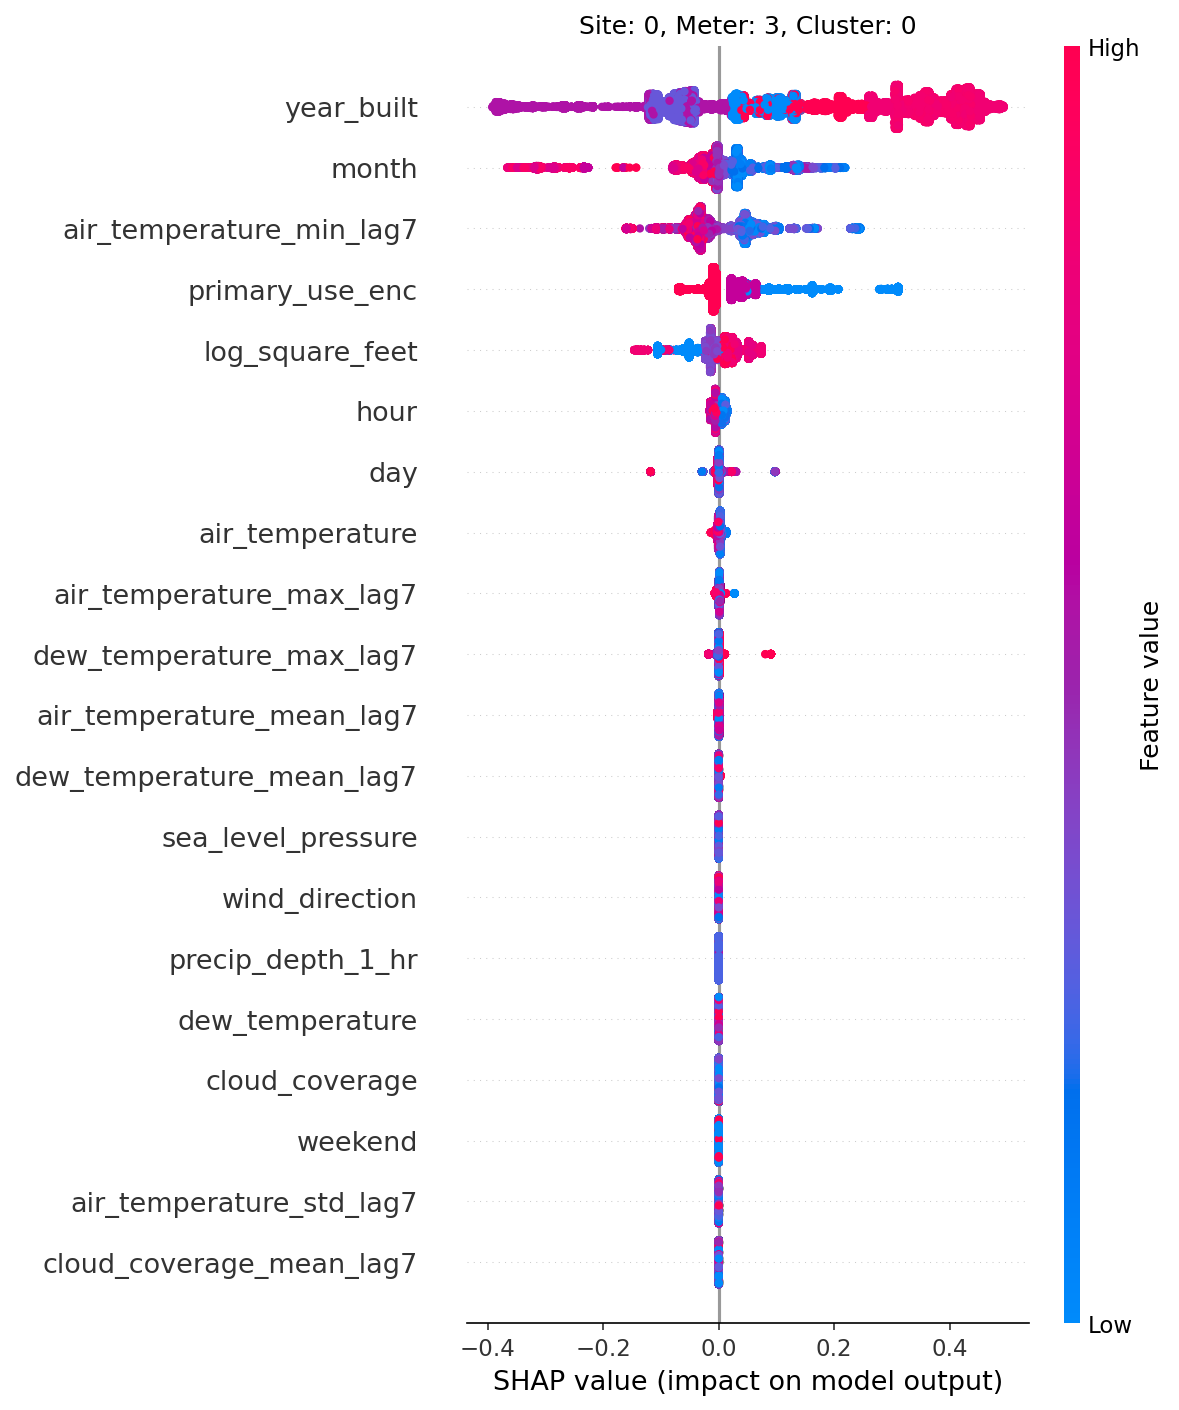 Site: 0, Meter: 3, Cluster: 0
High
year_built
month
air_temperature_min_lag7
primary_use_enc
log_square_feet
hour
day
air_temperature
air_temperature_max_lag7
dew_temperature_max_lag7
air_temperature_mean_lag7
dew_temperature_mean_lag7
sea_level_pressure
wind_direction
precip_depth_1_hr
dew_temperature
cloud_coverage
weekend
air_temperature_std_lag7
cloud_coverage_mean_lag7
Feature value
Low
−0.4 −0.2 0.0 0.2 0.4
SHAP value (impact on model output)